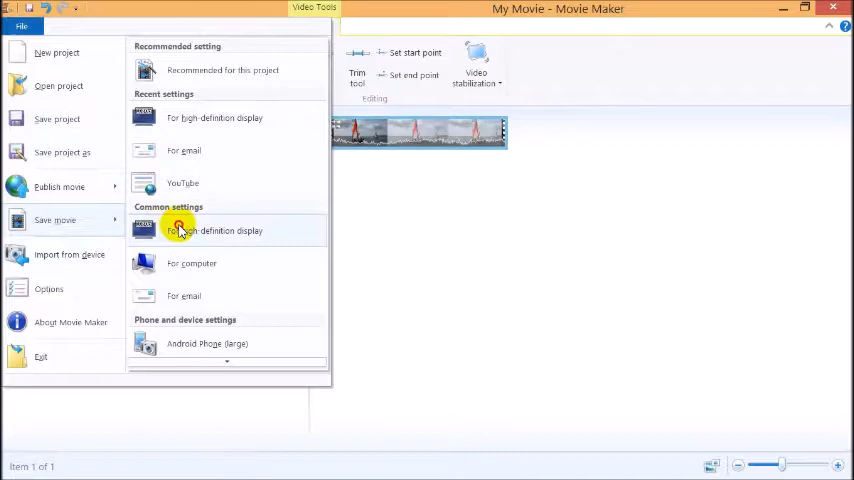 Video Tools
My Movie - Movie Maker
File
New project
Open project
Save project
Save project as
Publish movie
Save movie
Import from device
Options
About Movie Maker
Exit
Recommended setting
Recommended for this project
Recent settings
For high-definition display
For email
YouTube
Common settings
For high-definition display
For computer
For email
Phone and device settings
Android Phone (large)
Trim
tool
Set start point
Set end point
Video
stabilization
Editing
Item 1 of 1